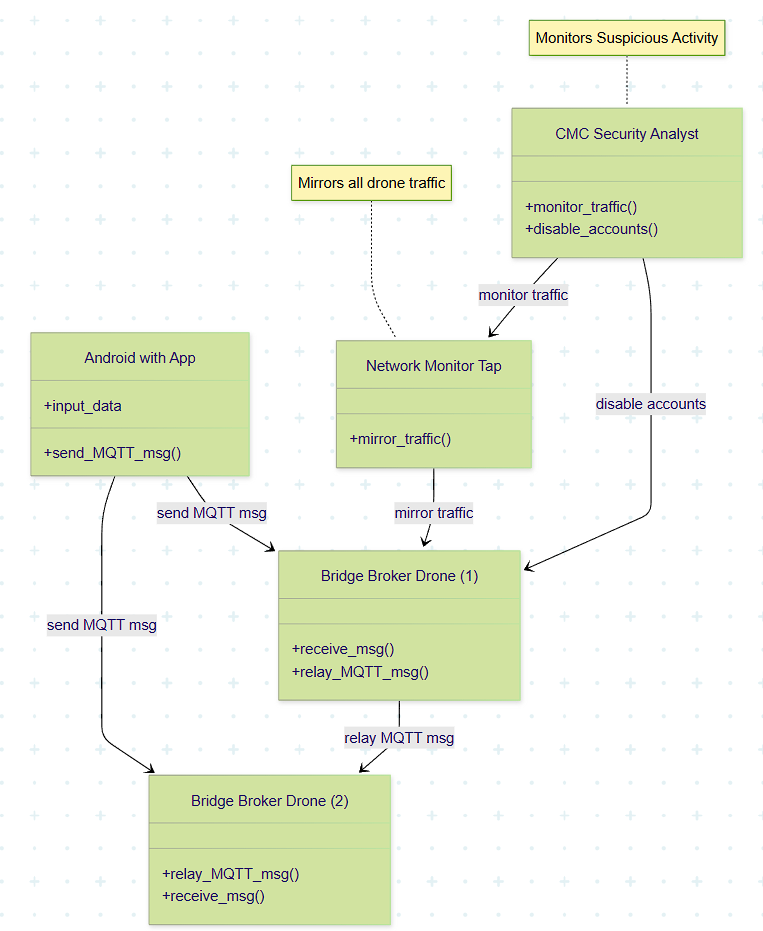 Monitors Suspicious Activity
CMC Security Analyst
+monitor_traffic()
+disable_accounts()
Mirrors all drone traffic
monitor traffic
Network Monitor Tap
+mirror_traffic()
disable accounts
Android with App
+input_data
+send_MQTT_msg()
send MQTT msg
mirror traffic
Bridge Broker Drone (1)
+receive_msg()
+relay_MQTT_msg()
send MQTT msg
relay MQTT msg
Bridge Broker Drone (2)
+relay_MQTT_msg()
+receive_msg()